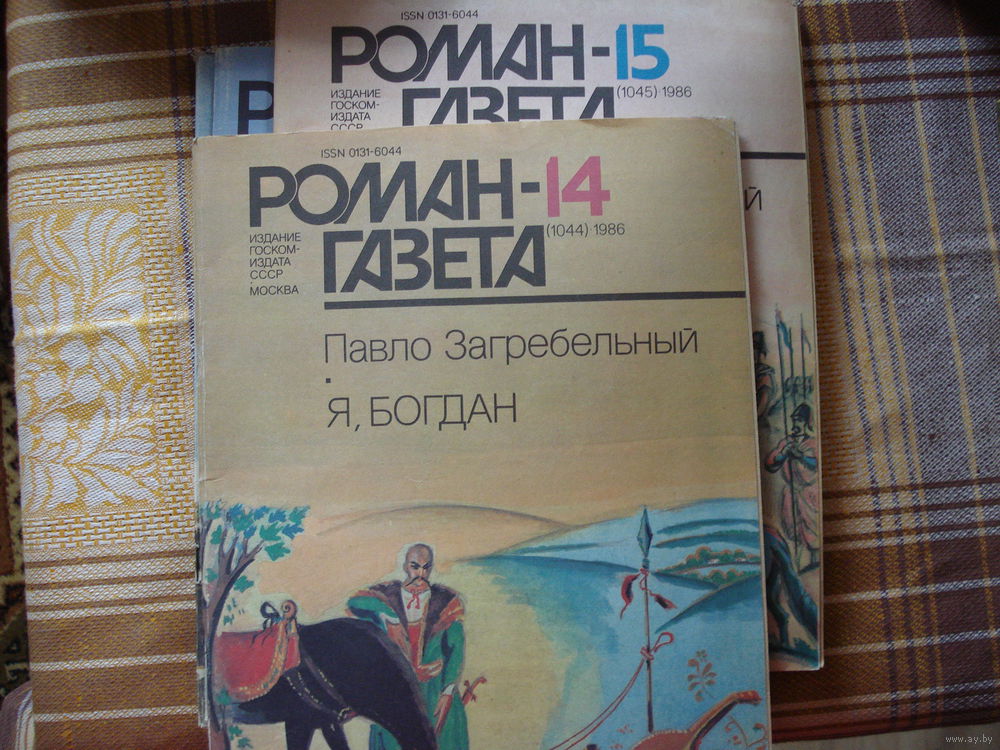 ISSN 0131-6044
РОМАН-15
ИЗДАНИЕ
ГОСКОМ-
ИЗДАТА
СССР
ГАЗЕТА
(1045)·1986
Й
Р
ISSN 0131-6044
РОМАН-14
ИЗДАНИЕ
ГОСКОМ-
ИЗДАТА
СССР
·
МОСКВА
ГАЗЕТА
(1044)·1986
Павло Загребельный
·
Я, БОГДАН
www.ay.by